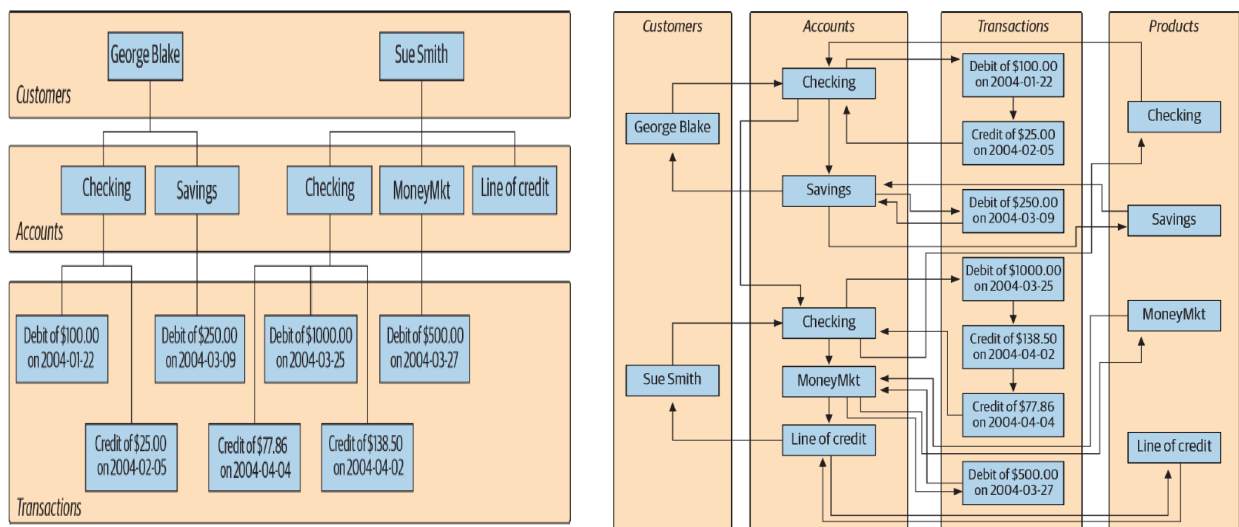 George Blake
Sue Smith
Customers
Checking
Savings
Checking
MoneyMkt
Line of credit
Accounts
Debit of $100.00
on 2004-01-22
Debit of $250.00
on 2004-03-09
Debit of $1000.00
on 2004-03-25
Debit of $500.00
on 2004-03-27
Credit of $25.00
on 2004-02-05
Credit of $77.86
on 2004-04-04
Credit of $138.50
on 2004-04-02
Transactions
Customers
George Blake
Sue Smith
Accounts
Checking
Savings
Checking
MoneyMkt
Line of credit
Transactions
Debit of $100.00
on 2004-01-22
Credit of $25.00
on 2004-02-05
Debit of $250.00
on 2004-03-09
Debit of $1000.00
on 2004-03-25
Credit of $138.50
on 2004-04-02
Credit of $77.86
on 2004-04-04
Debit of $500.00
on 2004-03-27
Products
Checking
Savings
MoneyMkt
Line of credit